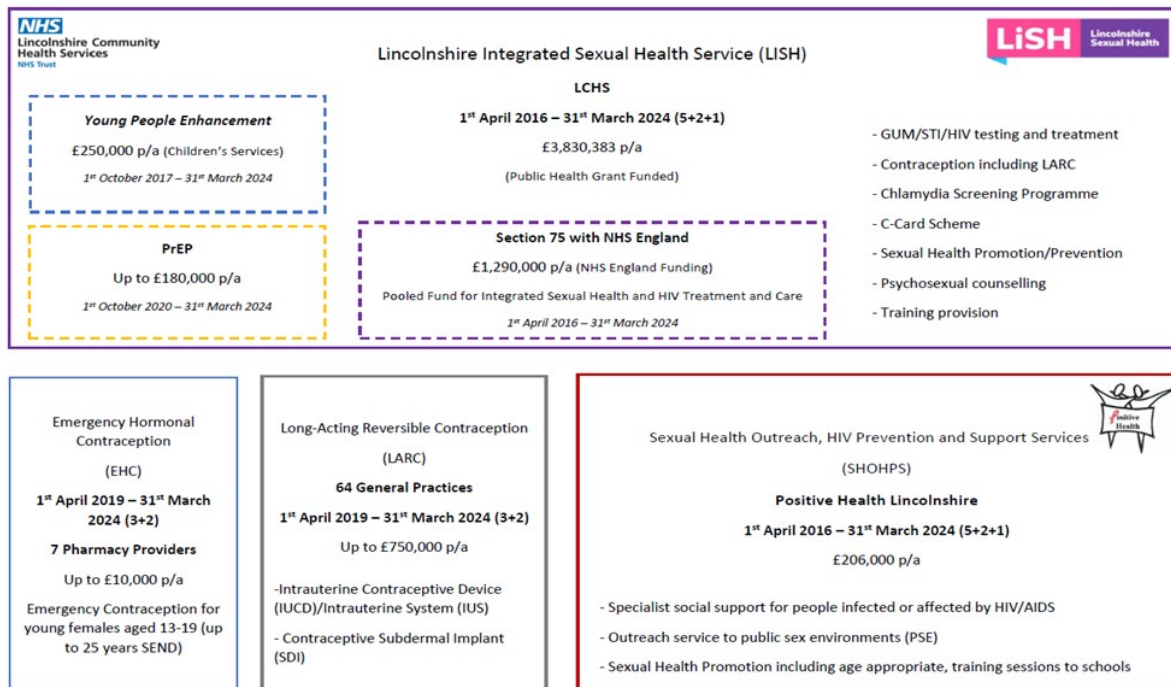 NHS
Lincolnshire Community
Health Services
NHS Trust
Lincolnshire Integrated Sexual Health Service (LISH)
LiSH
Lincolnshire
Sexual Health
LCHS
1st April 2016 – 31st March 2024 (5+2+1)
£3,830,383 p/a
(Public Health Grant Funded)
Young People Enhancement
£250,000 p/a (Children's Services)
1st October 2017 – 31st March 2024
PrEP
Up to £180,000 p/a
1st October 2020 – 31st March 2024
Section 75 with NHS England
£1,290,000 p/a (NHS England Funding)
Pooled Fund for Integrated Sexual Health and HIV Treatment and Care
1st April 2016 – 31st March 2024
- GUM/STI/HIV testing and treatment
- Contraception including LARC
- Chlamydia Screening Programme
- C-Card Scheme
- Sexual Health Promotion/Prevention
- Psychosexual counselling
- Training provision
Emergency Hormonal
Contraception
(EHC)
1st April 2019 – 31st March
2024 (3+2)
7 Pharmacy Providers
Up to £10,000 p/a
Emergency Contraception for
young females aged 13-19 (up
to 25 years SEND)
Long-Acting Reversible Contraception
(LARC)
64 General Practices
1st April 2019 – 31st March 2024 (3+2)
Up to £750,000 p/a
-Intrauterine Contraceptive Device
(IUCD)/Intrauterine System (IUS)
- Contraceptive Subdermal Implant
(SDI)
Positive
Health
Sexual Health Outreach, HIV Prevention and Support Services
(SHOHPS)
Positive Health Lincolnshire
1st April 2016 – 31st March 2024 (5+2+1)
£206,000 p/a
- Specialist social support for people infected or affected by HIV/AIDS
- Outreach service to public sex environments (PSE)
- Sexual Health Promotion including age appropriate, training sessions to schools